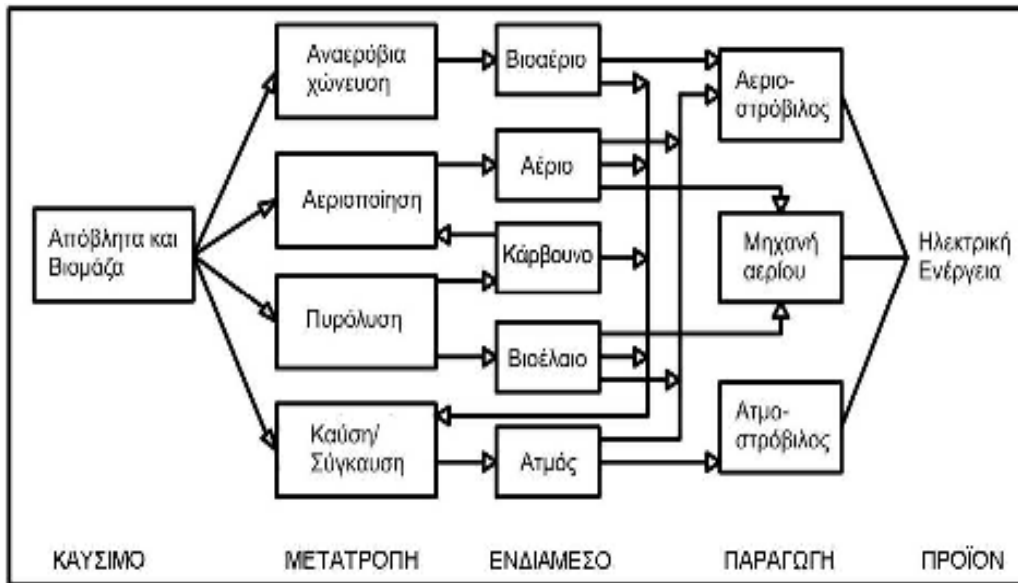 Αναερόβια
χώνευση
Βιοαέριο
Αεριο-
στρόβιλος
Αεριοποίηση
Αέριο
Απόβλητα και
Βιομάζα
Κάρβουνο
Μηχανή
αερίου
Ηλεκτρική
Ενέργεια
Πυρόλυση
Βιοέλαιο
Καύση/
Σύγκαυση
Ατμός
Ατμο-
στρόβιλος
ΚΑΥΣΙΜΟ
ΜΕΤΑΤΡΟΠΗ
ΕΝΔΙΑΜΕΣΟ
ΠΑΡΑΓΩΓΗ
ΠΡΟΪΟΝ